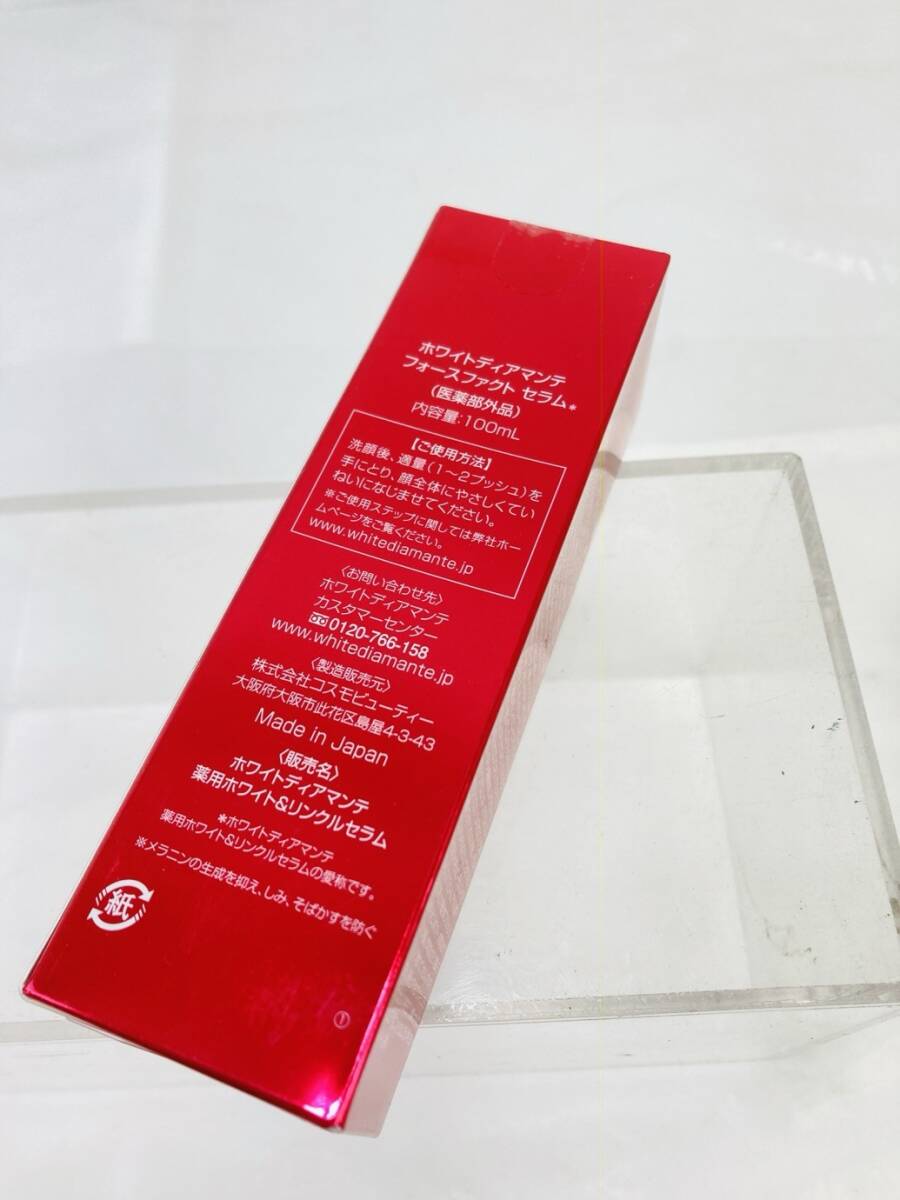 ホワイトディアマンテ
フォースファクト セラム*
(医薬部外品)
内容量:100mL
【ご使用方法】
洗顔後、適量(1〜2プッシュ)を
手にとり、顔全体にやさしくてい
ねいになじませてください。
※ご使用ステップに関しては弊社ホー
ムページをご覧ください。
www.whitediamante.jp
〈お問い合わせ先〉
ホワイトディアマンテ
カスタマーセンター
0120-766-158
www.whitediamante.jp
〈製造販売元〉
株式会社コスモビューティー
大阪府大阪市此花区島屋4-3-43
Made in Japan
〈販売名〉
ホワイトディアマンテ
薬用ホワイト&リンクルセラム
*ホワイトディアマンテ
薬用ホワイト&リンクルセラムの愛称です。
※メラニンの生成を抑え、しみ、そばかすを防ぐ
紙
①